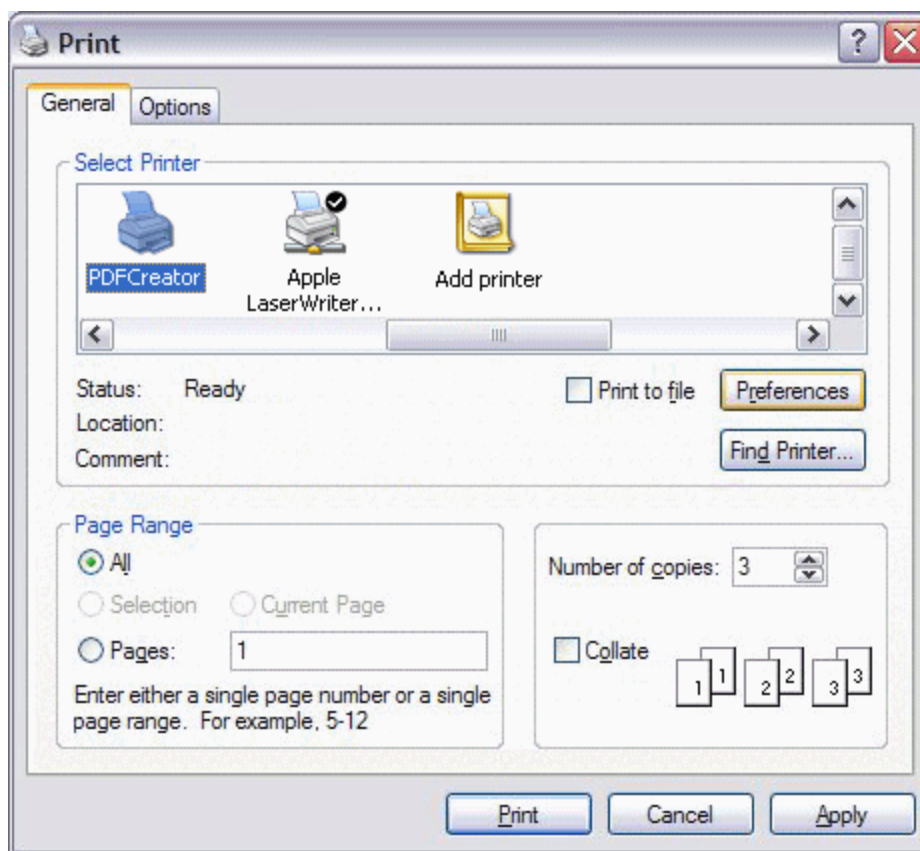 Print
General Options
Select Printer
PDFCreator
Apple LaserWriter...
Add printer
Status: Ready
Print to file
Preferences
Location:
Comment:
Find Printer...
Page Range
All
Selection Current Page
Pages: 1
Enter either a single page number or a single
page range. For example, 5-12
Number of copies: 3
Collate
1 1 2 2 3 3
Print Cancel Apply